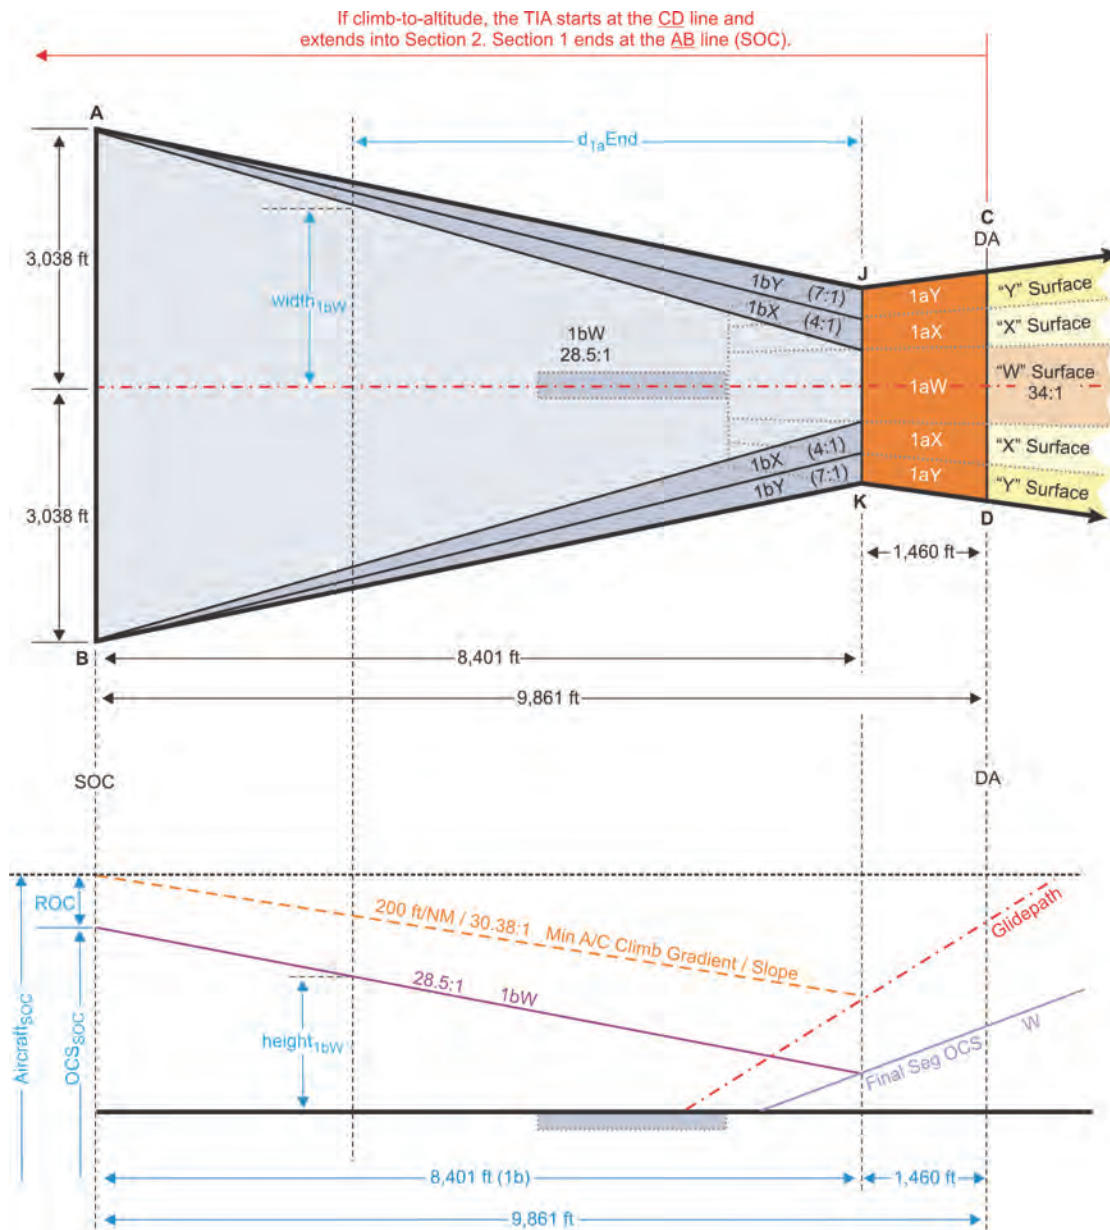 If climb-to-altitude, the TIA starts at the CD line and
extends into Section 2. Section 1 ends at the AB line (SOC).
A
d1aEnd
C
DA
3,038 ft
width1bW
J
1bY (7:1)
1bX (4:1)
1bW
28.5:1
1aY
1aX
1aW
1aX
1aY
"Y" Surface
"X" Surface
"W" Surface
34:1
"X" Surface
"Y" Surface
1bX (4:1)
1bY (7:1)
3,038 ft
K
D
1,460 ft
B
8,401 ft
9,861 ft
SOC
DA
ROC
200 ft/NM / 30.38:1 Min A/C Climb Gradient / Slope
Glidepath
28.5:1 1bW
AircraftSOC
OCSSOC
height1bW
Final Seg OCS W
8,401 ft (1b)
1,460 ft
9,861 ft